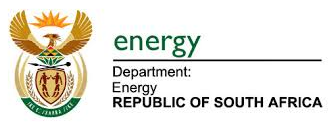 energy
Department:
Energy
REPUBLIC OF SOUTH AFRICA